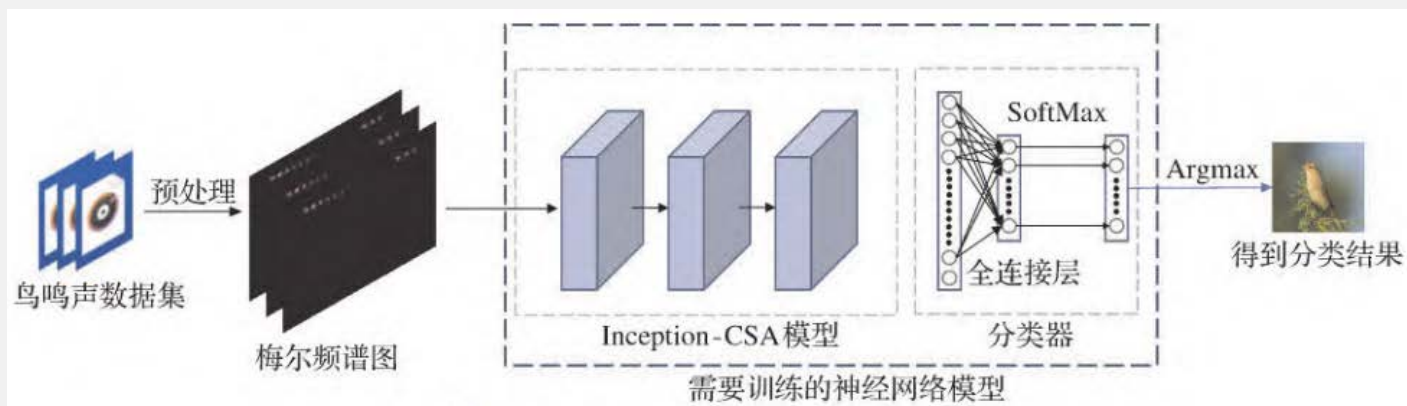 鸟鸣声数据集
预处理
梅尔频谱图
Inception-CSA模型
SoftMax
全连接层
分类器
需要训练的神经网络模型
Argmax
得到分类结果